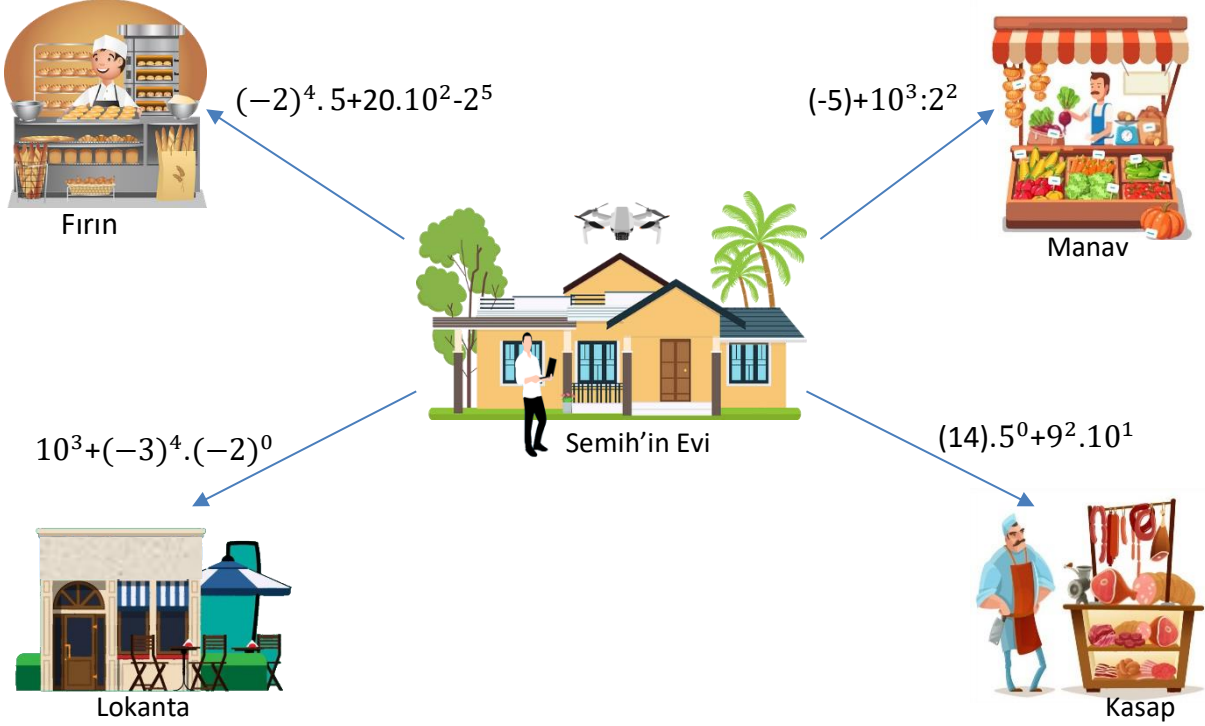 (−2)⁴. 5+20.10²-2⁵
(-5)+10³:2²
Fırın
Manav
10³+(−3)⁴.(−2)⁰
Semih’in Evi
(14).5⁰+9².10¹
Lokanta
Kasap